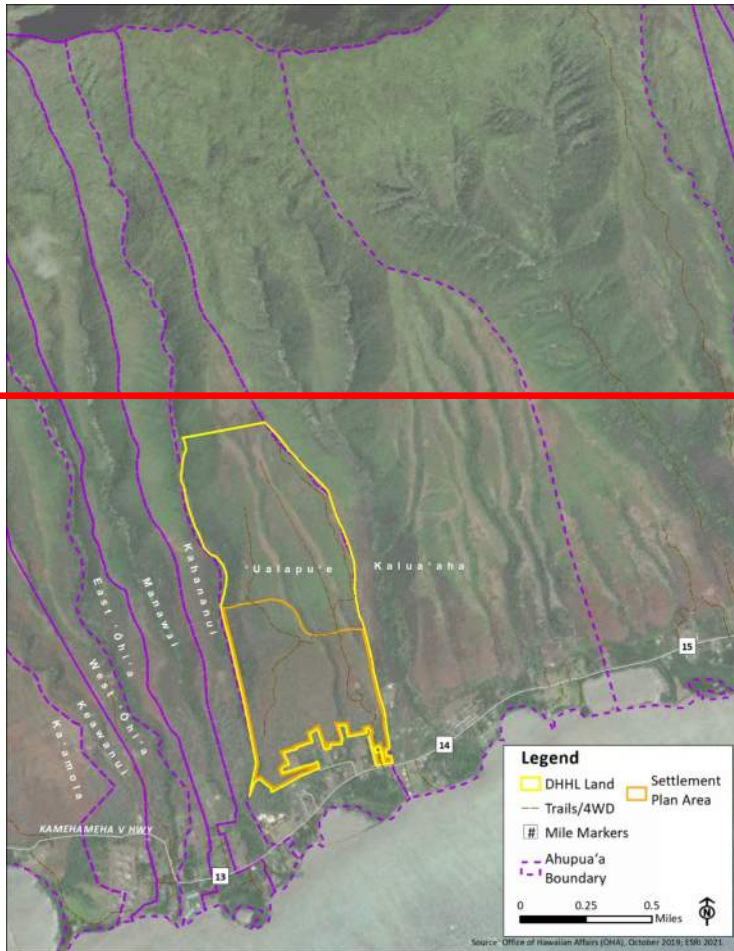 Kahananui
ʻUalapuʻe
Kaluaʻaha
Manawai
East ʻŌhiʻa
West ʻŌhiʻa
Keawanui
Kaʻamola
15
14
13
KAMEHAMEHA V HWY
Legend
DHHL Land
Settlement
Plan Area
Trails/4WD
# Mile Markers
Ahupuaʻa
Boundary
0 0.25 0.5
Miles
N
Source: Office of Hawaiian Affairs (OHA), October 2019; ESRI 2021.